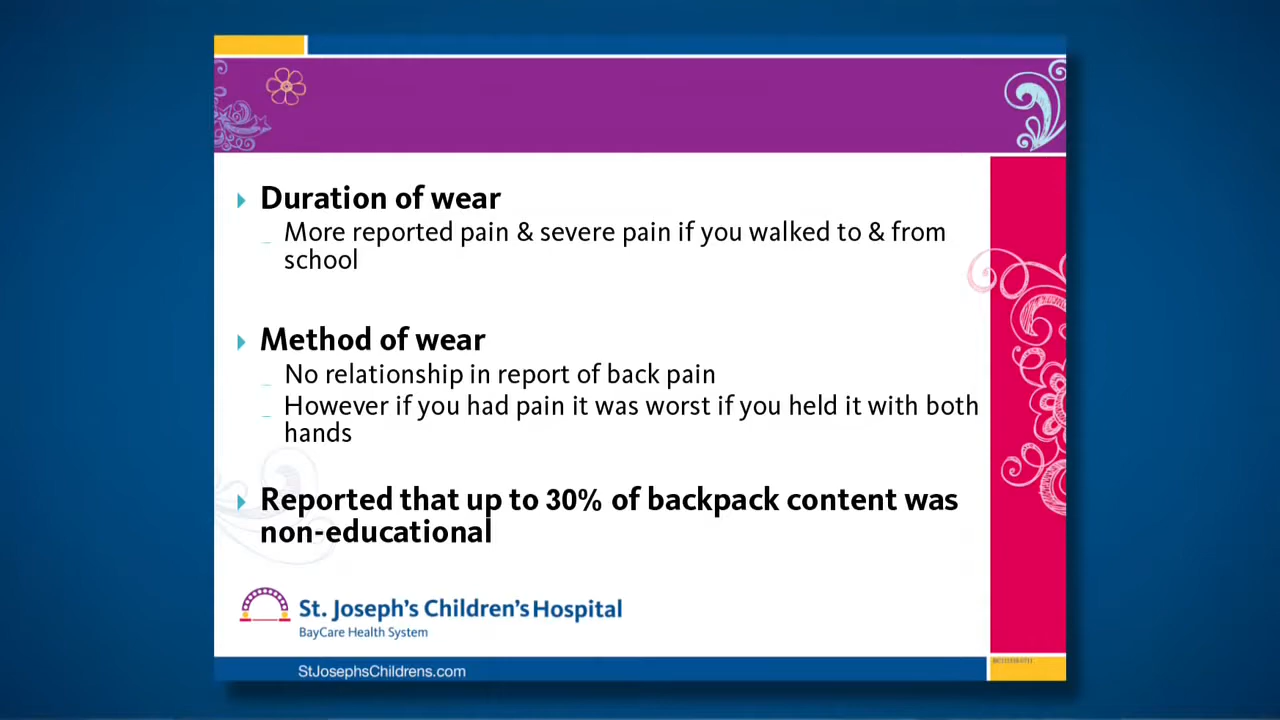 Duration of wear
More reported pain & severe pain if you walked to & from
school
Method of wear
No relationship in report of back pain
However if you had pain it was worst if you held it with both
hands
Reported that up to 30% of backpack content was
non-educational
St. Joseph's Children's Hospital
BayCare Health System
StJosephsChildrens.com